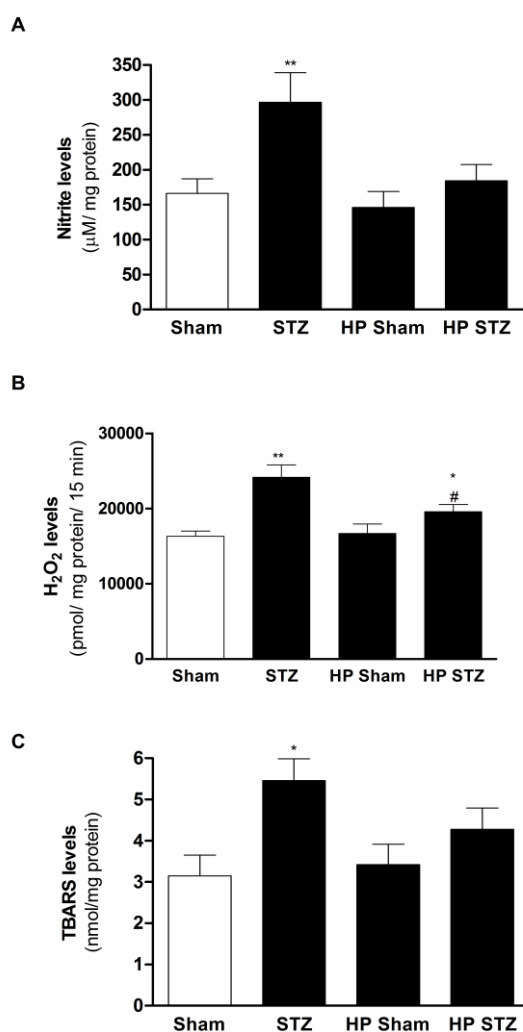 A
Nitrite levels
(μM/ mg protein)
350
300
250
200
150
100
50
0
**
Sham STZ HP Sham HP STZ
B
H₂O₂ levels
(pmol/ mg protein/ 15 min)
30000
20000
10000
0
**
*
#
Sham STZ HP Sham HP STZ
C
TBARS levels
(nmol/mg protein)
6
5
4
3
2
1
0
*
Sham STZ HP Sham HP STZ